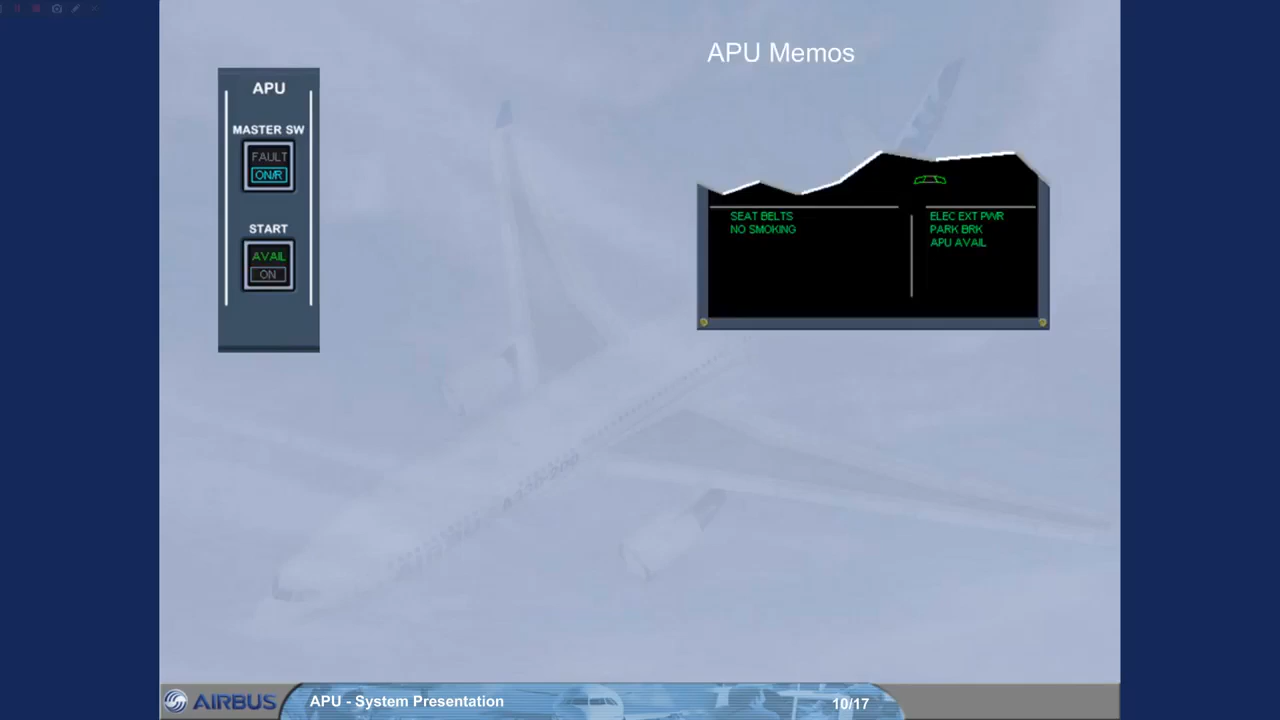 APU Memos
APU
MASTER SW
FAULT
ON/R
START
AVAIL
ON
SEAT BELTS
NO SMOKING
ELEC EXT PWR
PARK BRK
APU AVAIL
AIRBUS
APU - System Presentation
10/17